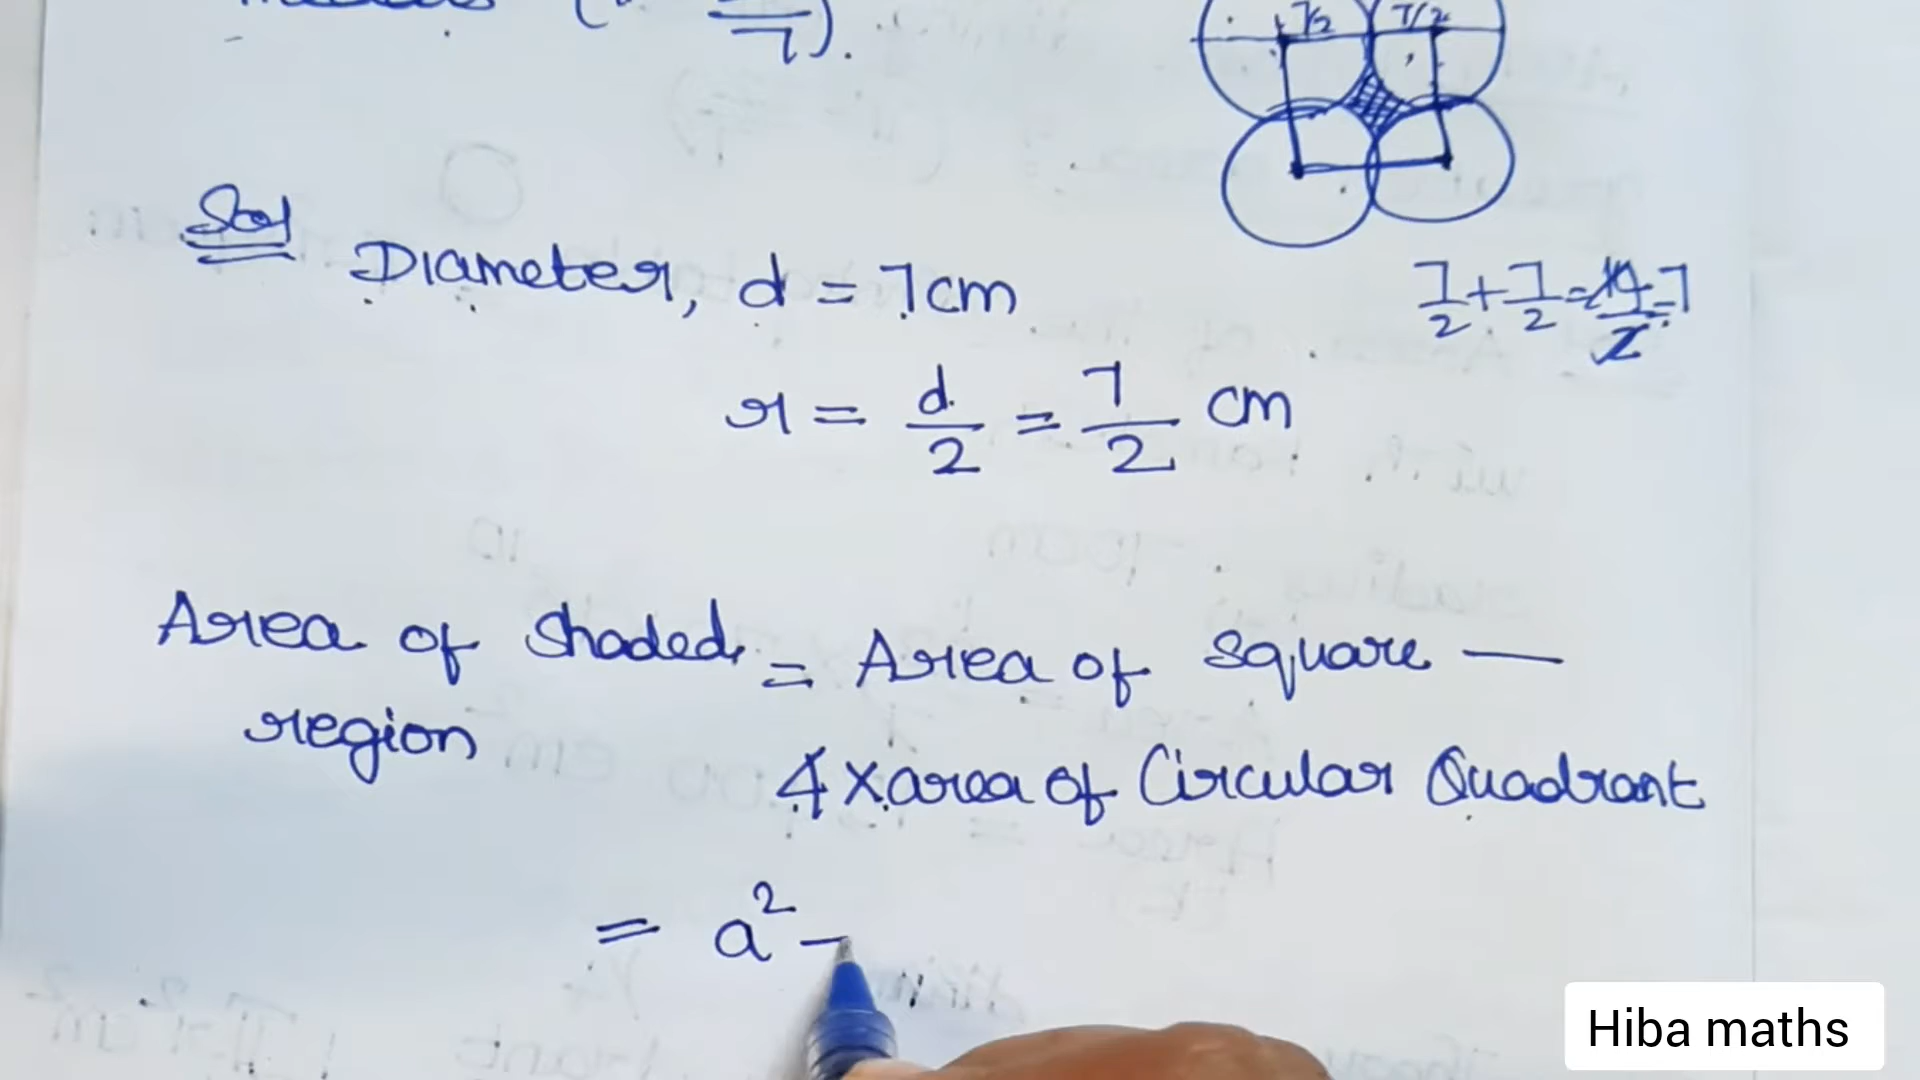 7/2 7/2
Sol
Diameter, d = 7cm
7/2 + 7/2 = 14/2 = 7
r = d/2 = 7/2 cm
Area of Shaded = Area of Square —
region
4 × area of Circular Quadrant
= a² –
Hiba maths